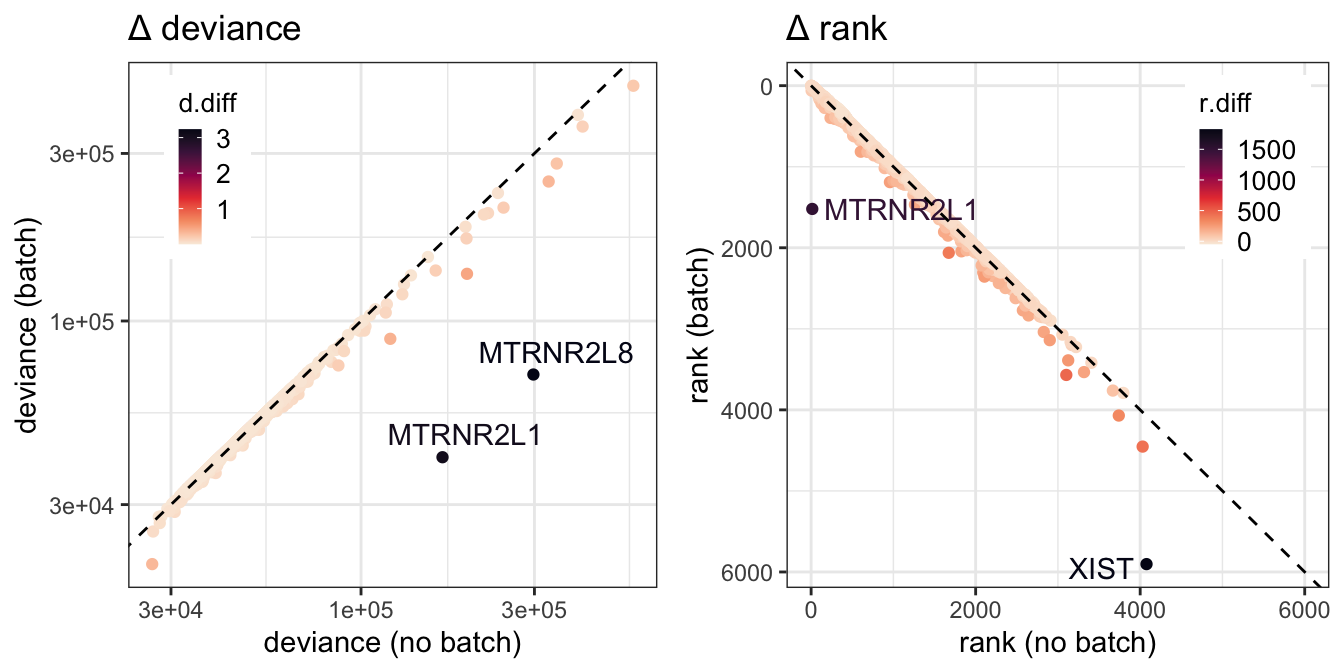 Δ deviance
d.diff
3
2
1
MTRNR2L8
MTRNR2L1
3e+05
1e+05
3e+04
deviance (batch)
3e+04
1e+05
3e+05
deviance (no batch)
Δ rank
r.diff
1500
1000
500
0
MTRNR2L1
XIST
0
2000
4000
6000
rank (batch)
0
2000
4000
6000
rank (no batch)